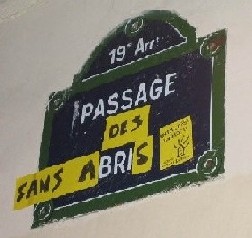 19e Arrt
PASSAGE
DES
SANS ABRIS